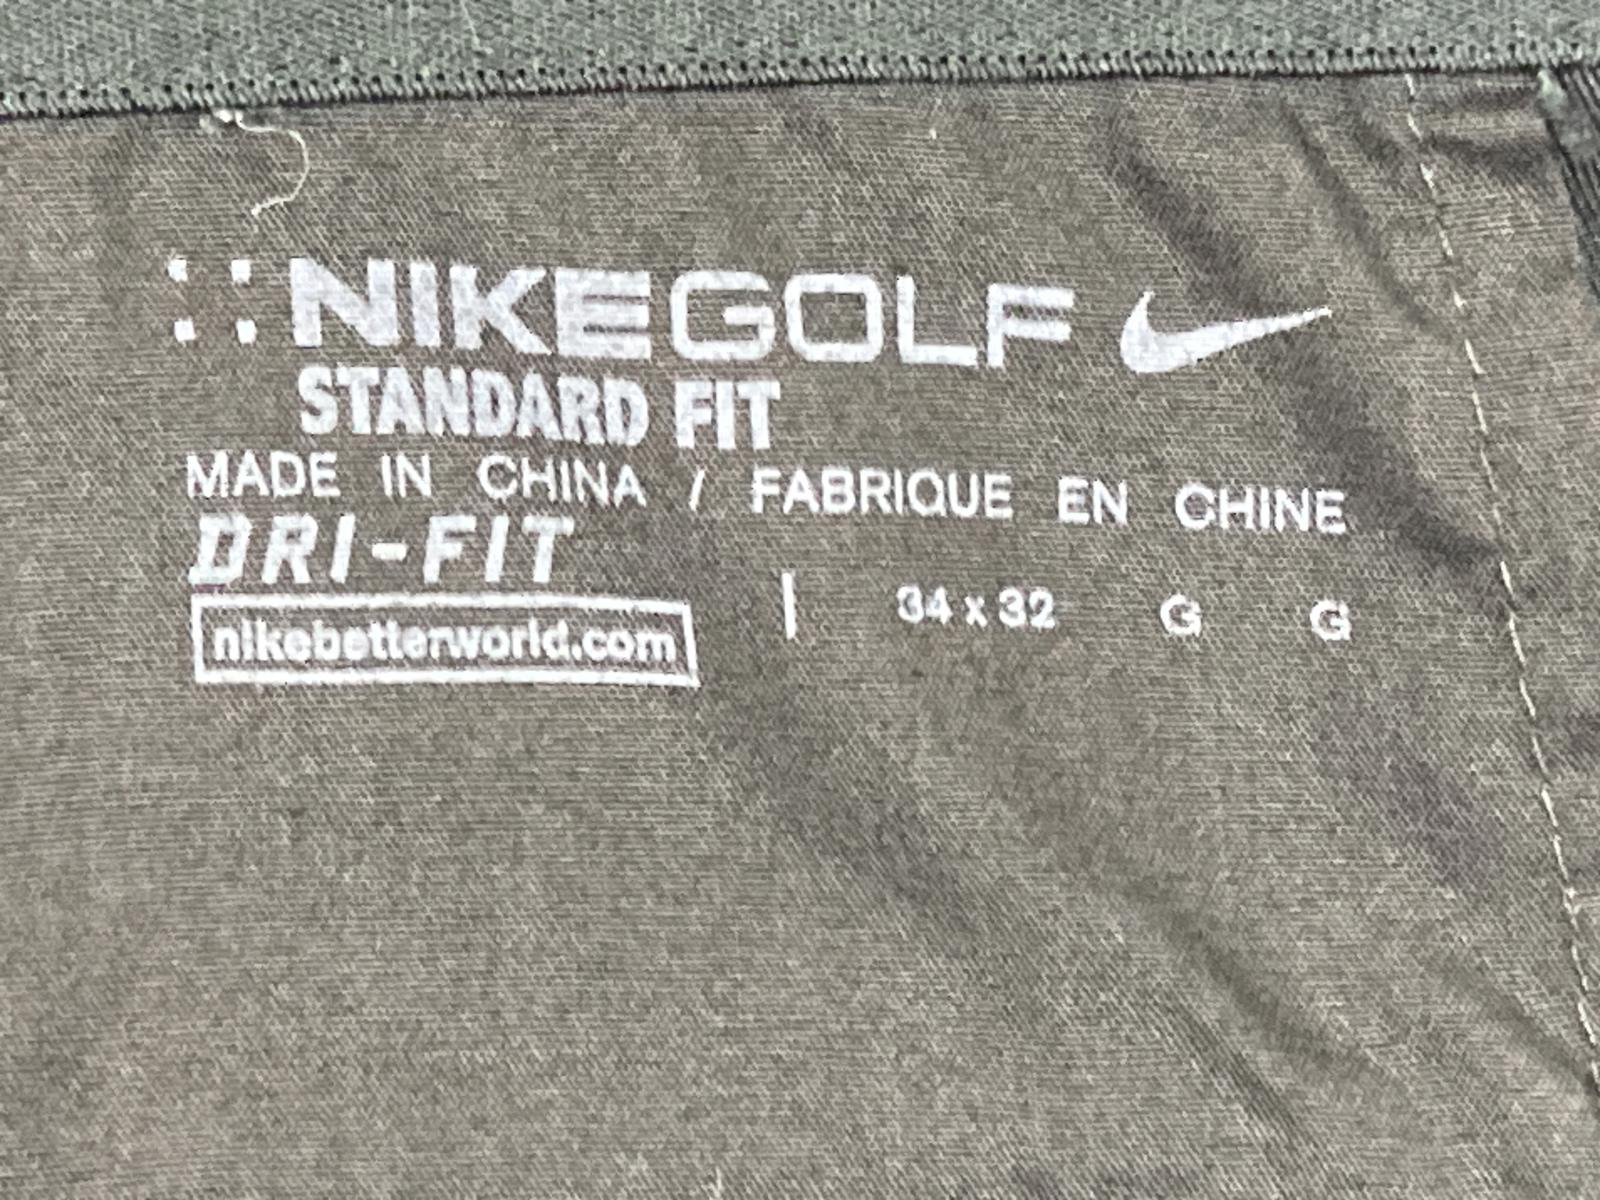 NIKEGOLF
STANDARD FIT
MADE IN CHINA / FABRIQUE EN CHINE
DRI-FIT
nikebetterworld.com | 34 x 32 G G